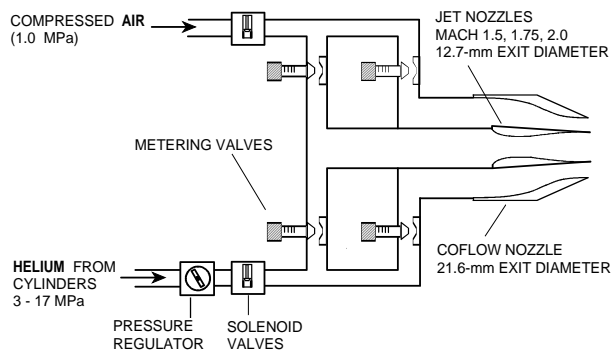 COMPRESSED AIR
(1.0 MPa)
JET NOZZLES
MACH 1.5, 1.75, 2.0
12.7-mm EXIT DIAMETER
METERING VALVES
HELIUM FROM
CYLINDERS
3 - 17 MPa
COFLOW NOZZLE
21.6-mm EXIT DIAMETER
PRESSURE
REGULATOR
SOLENOID
VALVES